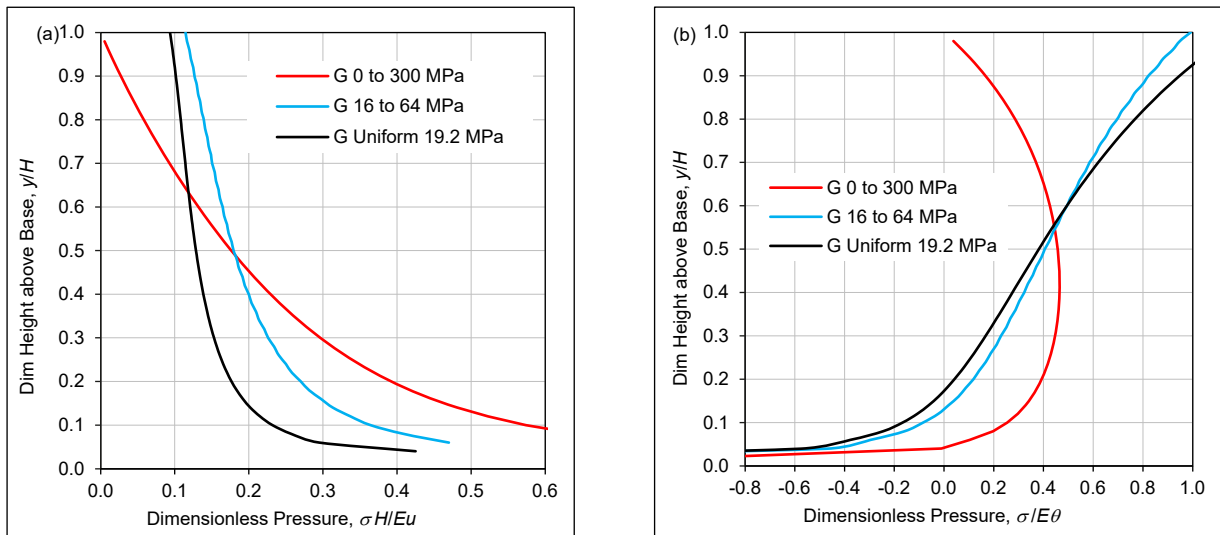 (a)
1.0
0.9
0.8
0.7
0.6
0.5
0.4
0.3
0.2
0.1
0.0
Dim Height above Base, y/H
G 0 to 300 MPa
G 16 to 64 MPa
G Uniform 19.2 MPa
0.0 0.1 0.2 0.3 0.4 0.5 0.6
Dimensionless Pressure, σH/Eu
(b)
1.0
0.9
0.8
0.7
0.6
0.5
0.4
0.3
0.2
0.1
0.0
Dim Height above Base, y/H
G 0 to 300 MPa
G 16 to 64 MPa
G Uniform 19.2 MPa
-0.8 -0.6 -0.4 -0.2 0.0 0.2 0.4 0.6 0.8 1.0
Dimensionless Pressure, σ/Eθ